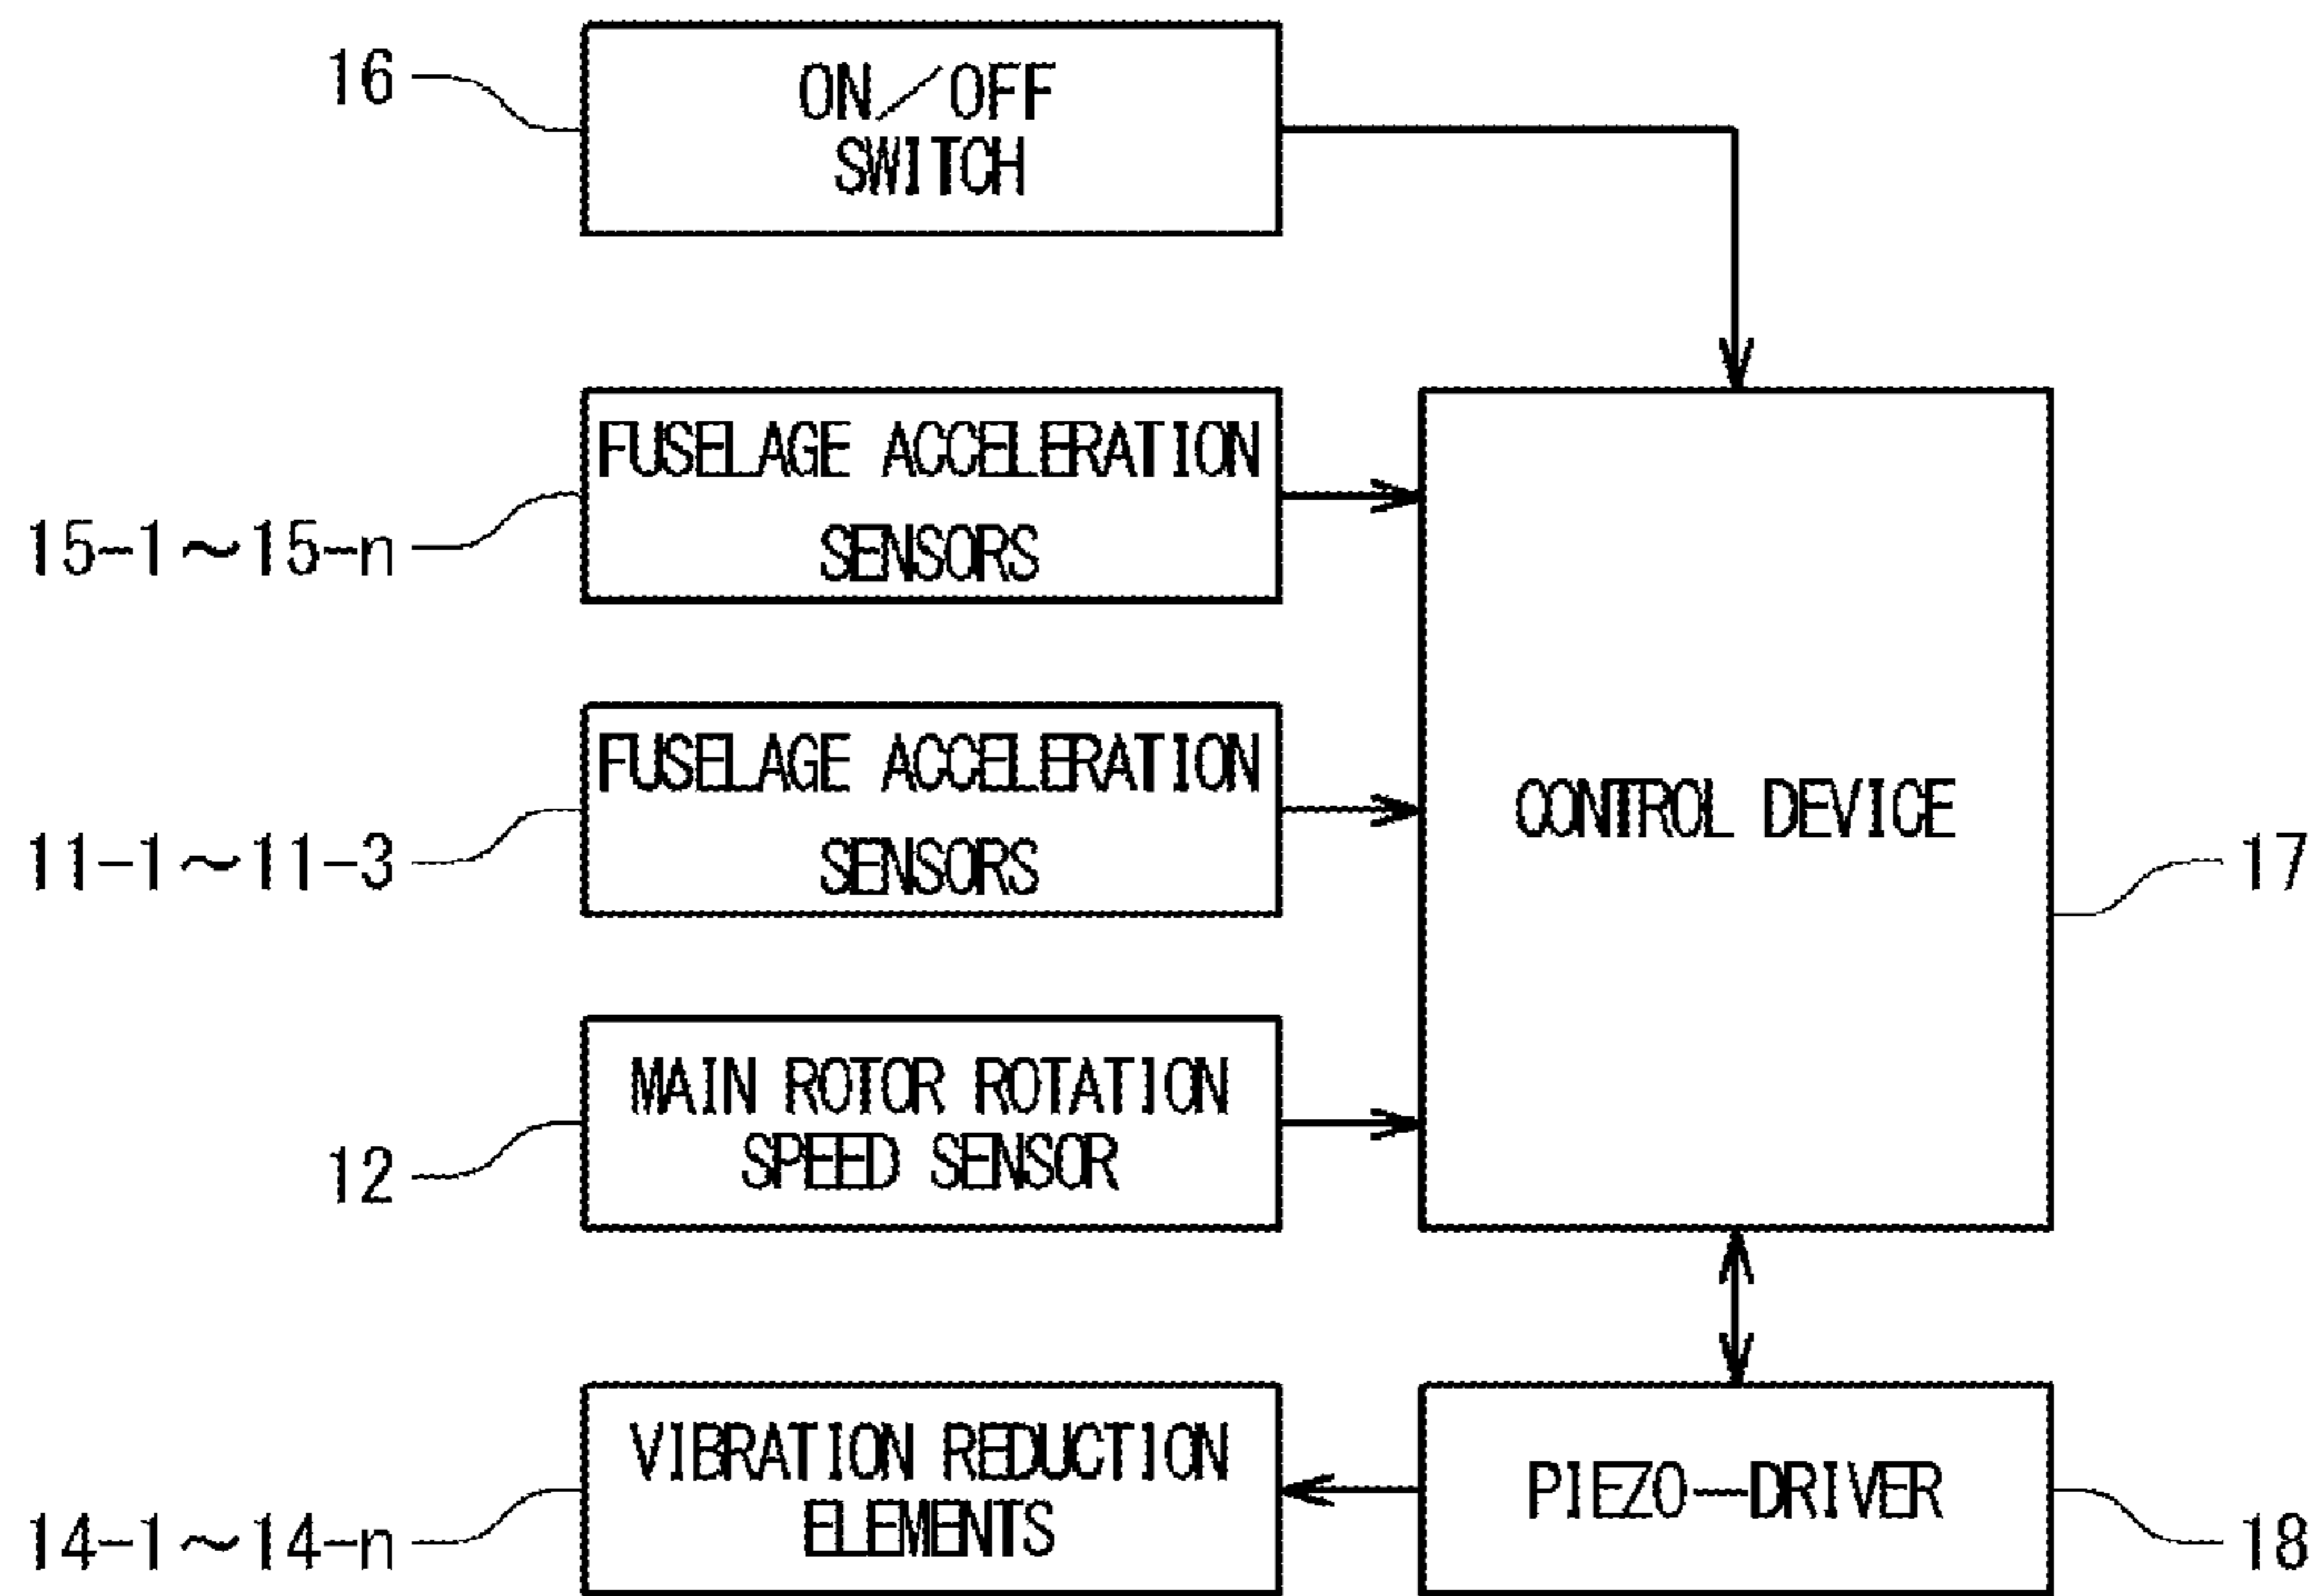 16
ON/OFF
SWITCH
15-1～15-n
FUSELAGE ACCELERATION
SENSORS
11-1～11-3
FUSELAGE ACCELERATION
SENSORS
CONTROL DEVICE
17
12
MAIN ROTOR ROTATION
SPEED SENSOR
14-1～14-n
VIBRATION REDUCTION
ELEMENTS
PIEZO-DRIVER
18